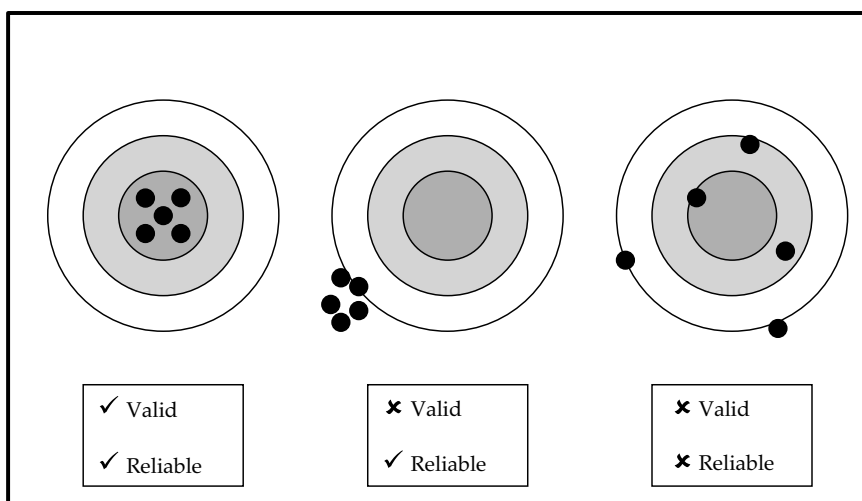 ✓ Valid
✓ Reliable
✘ Valid
✓ Reliable
✘ Valid
✘ Reliable